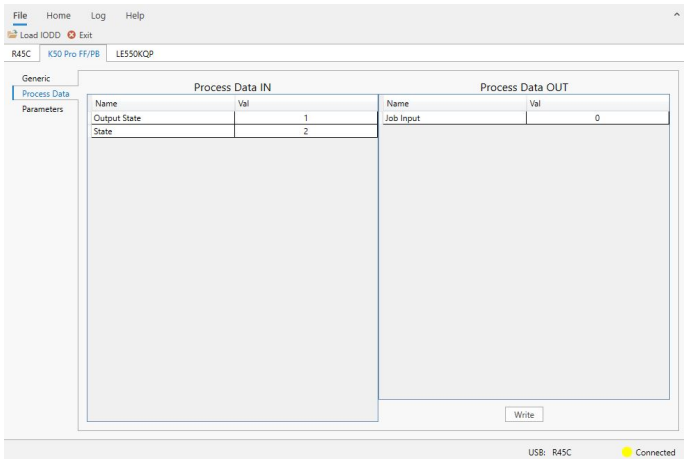 File Home Log Help
Load IODD Exit
R45C K50 Pro FF/PB LE550KQP
Generic
Process Data
Parameters
Process Data IN
Name Val
Output State 1
State 2
Process Data OUT
Name Val
Job Input 0
Write
USB: R45C Connected